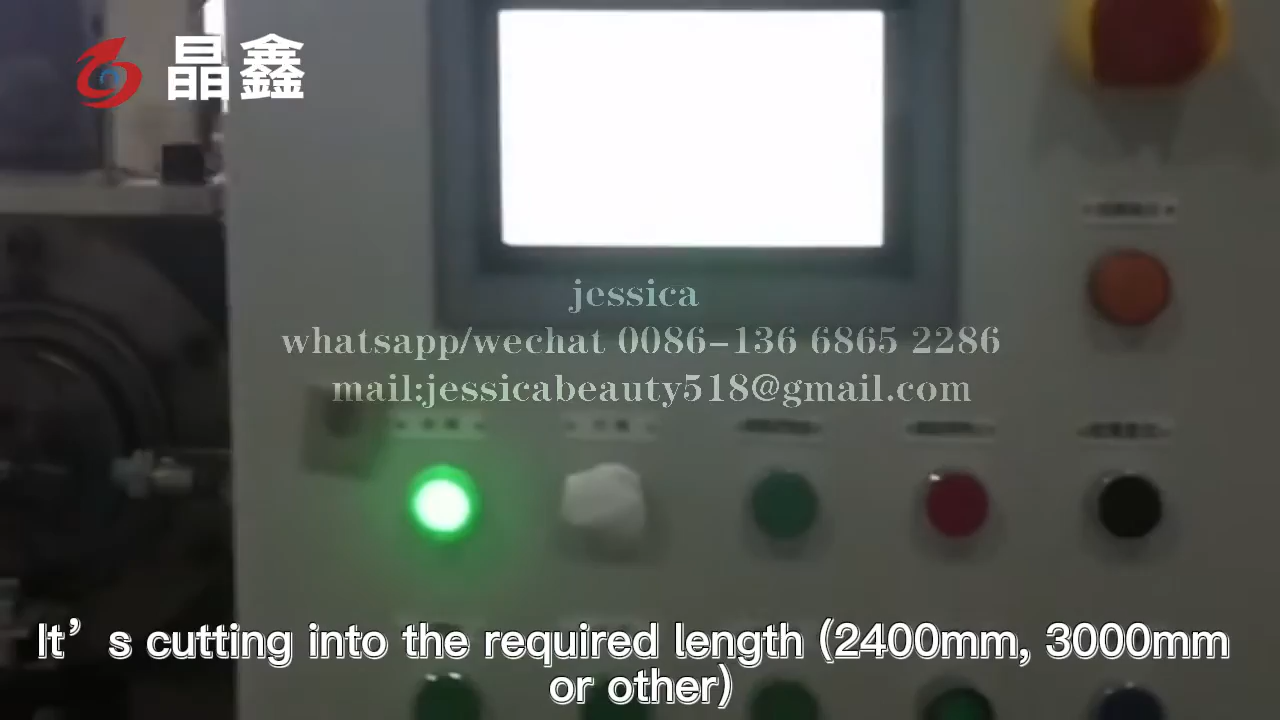 晶鑫
jessica
whatsapp/wechat 0086-136 6865 2286
mail:jessicabeauty518@gmail.com
It’s cutting into the required length (2400mm, 3000mm
or other)